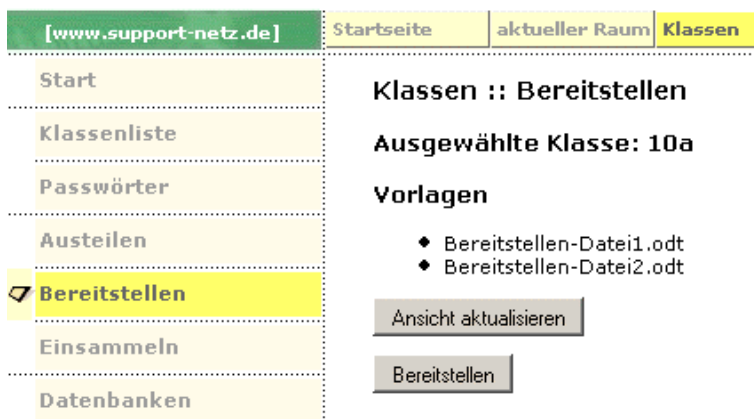 [www.support-netz.de]
Startseite
aktueller Raum
Klassen
Start
Klassenliste
Passwörter
Austeilen
Bereitstellen
Einsammeln
Datenbanken
Klassen :: Bereitstellen
Ausgewählte Klasse: 10a
Vorlagen
Bereitstellen-Datei1.odt
Bereitstellen-Datei2.odt
Ansicht aktualisieren
Bereitstellen